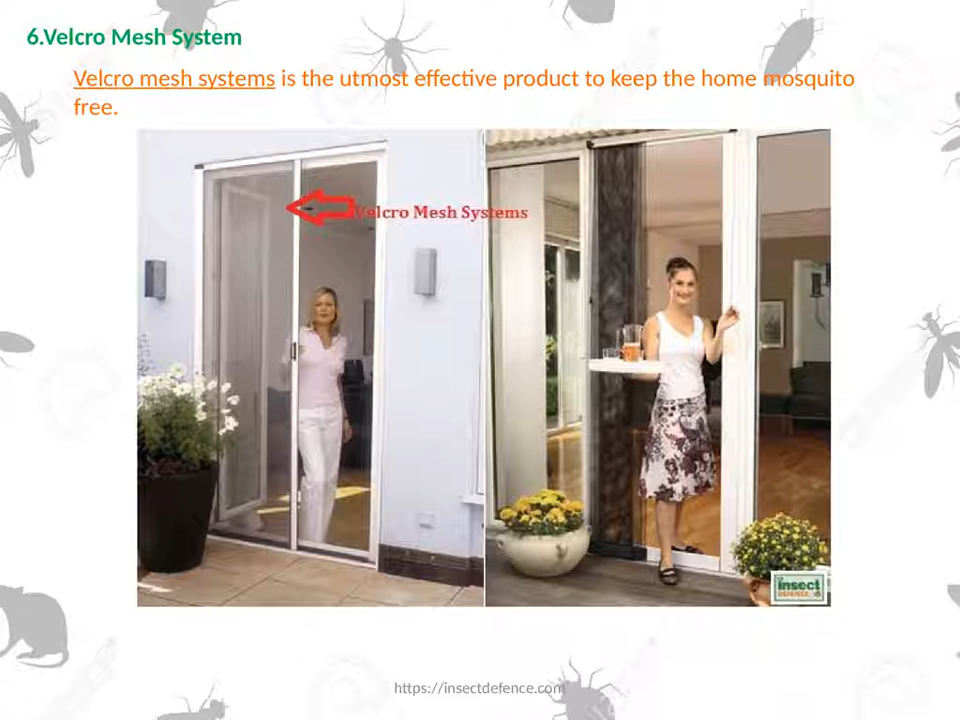 6.Velcro Mesh System
Velcro mesh systems is the utmost effective product to keep the home mosquito
free.
Velcro Mesh Systems
insect
DEFENCE
https://insectdefence.com